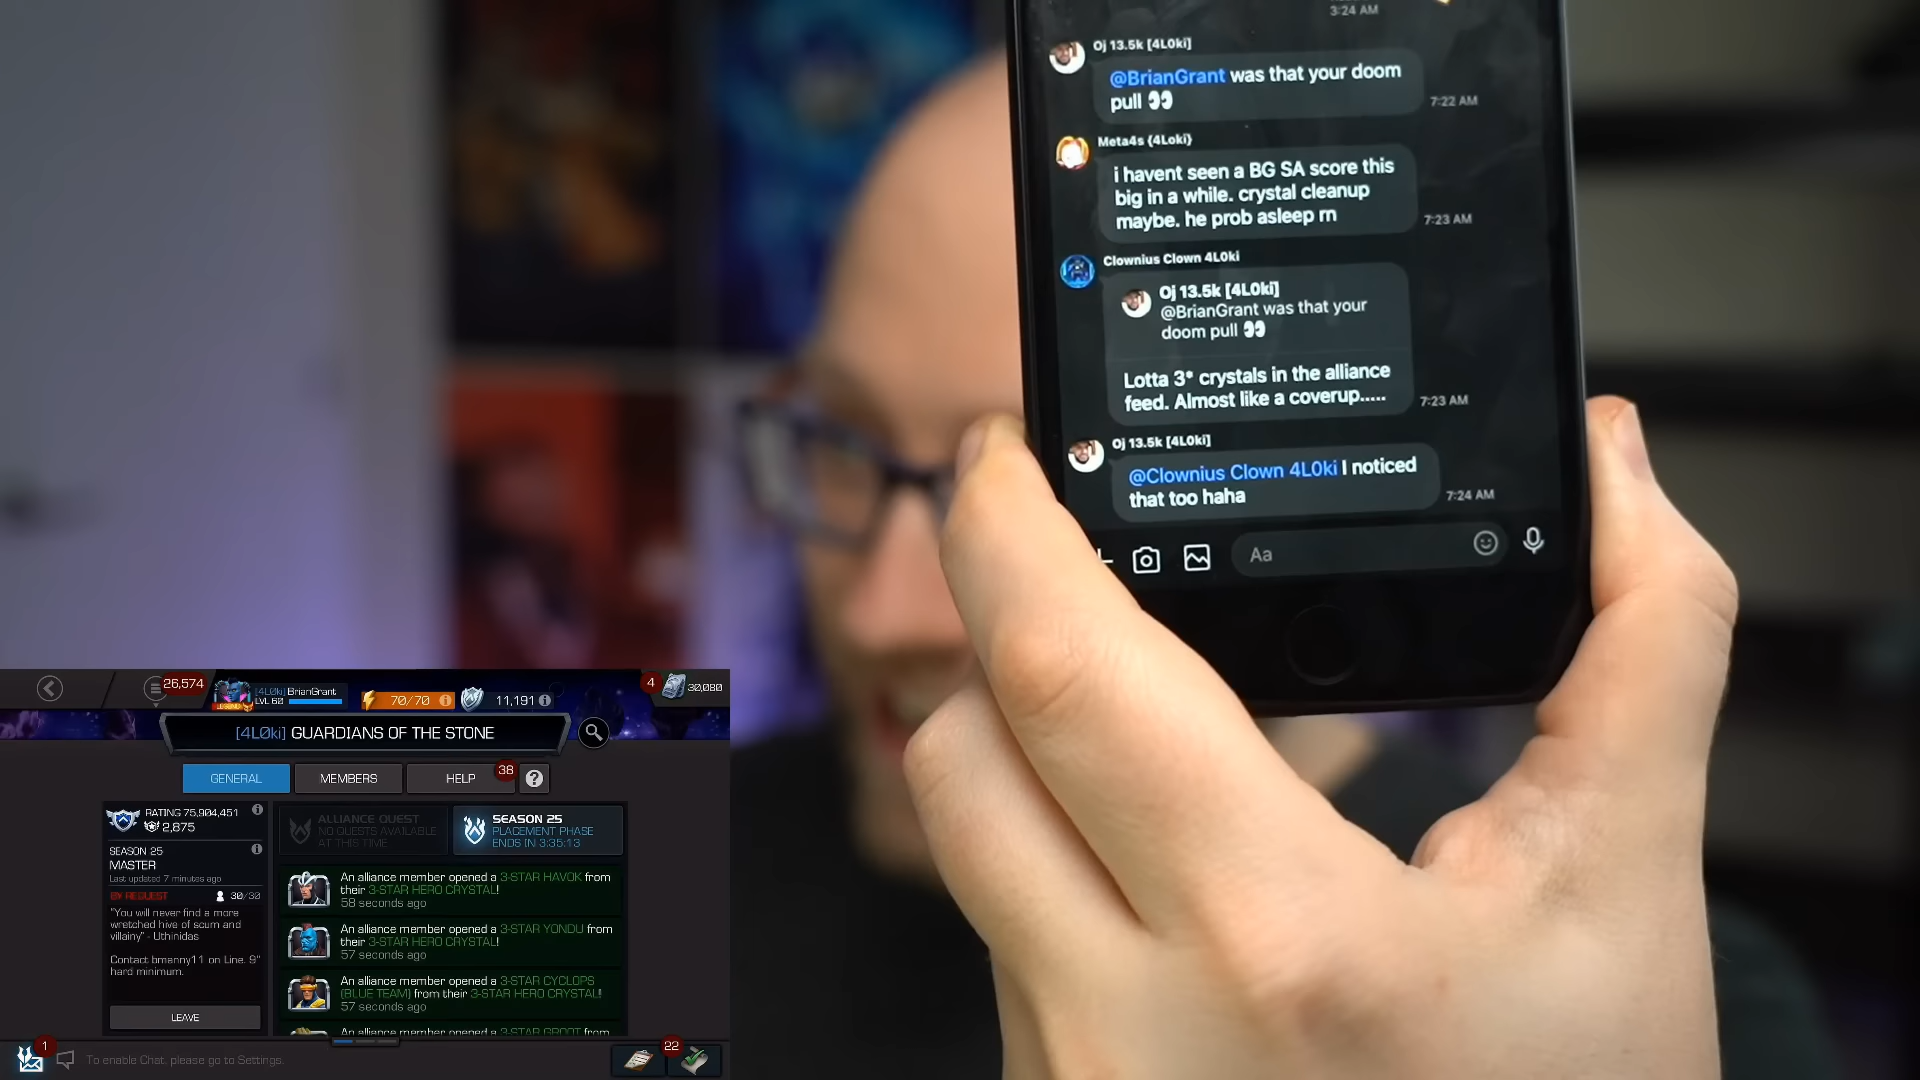 3:24 AM
Oj 13.5k [4L0ki]
@BrianGrant was that your doom
pull 👀
7:22 AM
Meta4s {4Loki}
i havent seen a BG SA score this
big in a while. crystal cleanup
maybe. he prob asleep rn
7:23 AM
Clownius Clown 4L0ki
Oj 13.5k [4L0ki]
@BrianGrant was that your
doom pull 👀
Lotta 3* crystals in the alliance
feed. Almost like a coverup.....
7:23 AM
Oj 13.5k [4L0ki]
@Clownius Clown 4L0ki I noticed
that too haha
7:24 AM
Aa
26,574
[4L0ki] BrianGrant
LVL 60
70/70
11,191
4
30,080
[4L0ki] GUARDIANS OF THE STONE
GENERAL
MEMBERS
HELP
38
?
RATING 75,904,451
2,875
SEASON 25
MASTER
Last updated 7 minutes ago
BY REQUEST
30/30
"You will never find a more
wretched hive of scum and
villainy" - Uthinidas
Contact bmanny11 on Line. 9"
hard minimum.
LEAVE
ALLIANCE QUEST
NO QUESTS AVAILABLE
AT THIS TIME
SEASON 25
PLACEMENT PHASE
ENDS IN 3:35:13
An alliance member opened a 3-STAR HAVOK from
their 3-STAR HERO CRYSTAL!
58 seconds ago
An alliance member opened a 3-STAR YONDU from
their 3-STAR HERO CRYSTAL!
57 seconds ago
An alliance member opened a 3-STAR CYCLOPS
(BLUE TEAM) from their 3-STAR HERO CRYSTAL!
57 seconds ago
An alliance member opened a 3-STAR GROOT from
1
To enable Chat, please go to Settings.
22